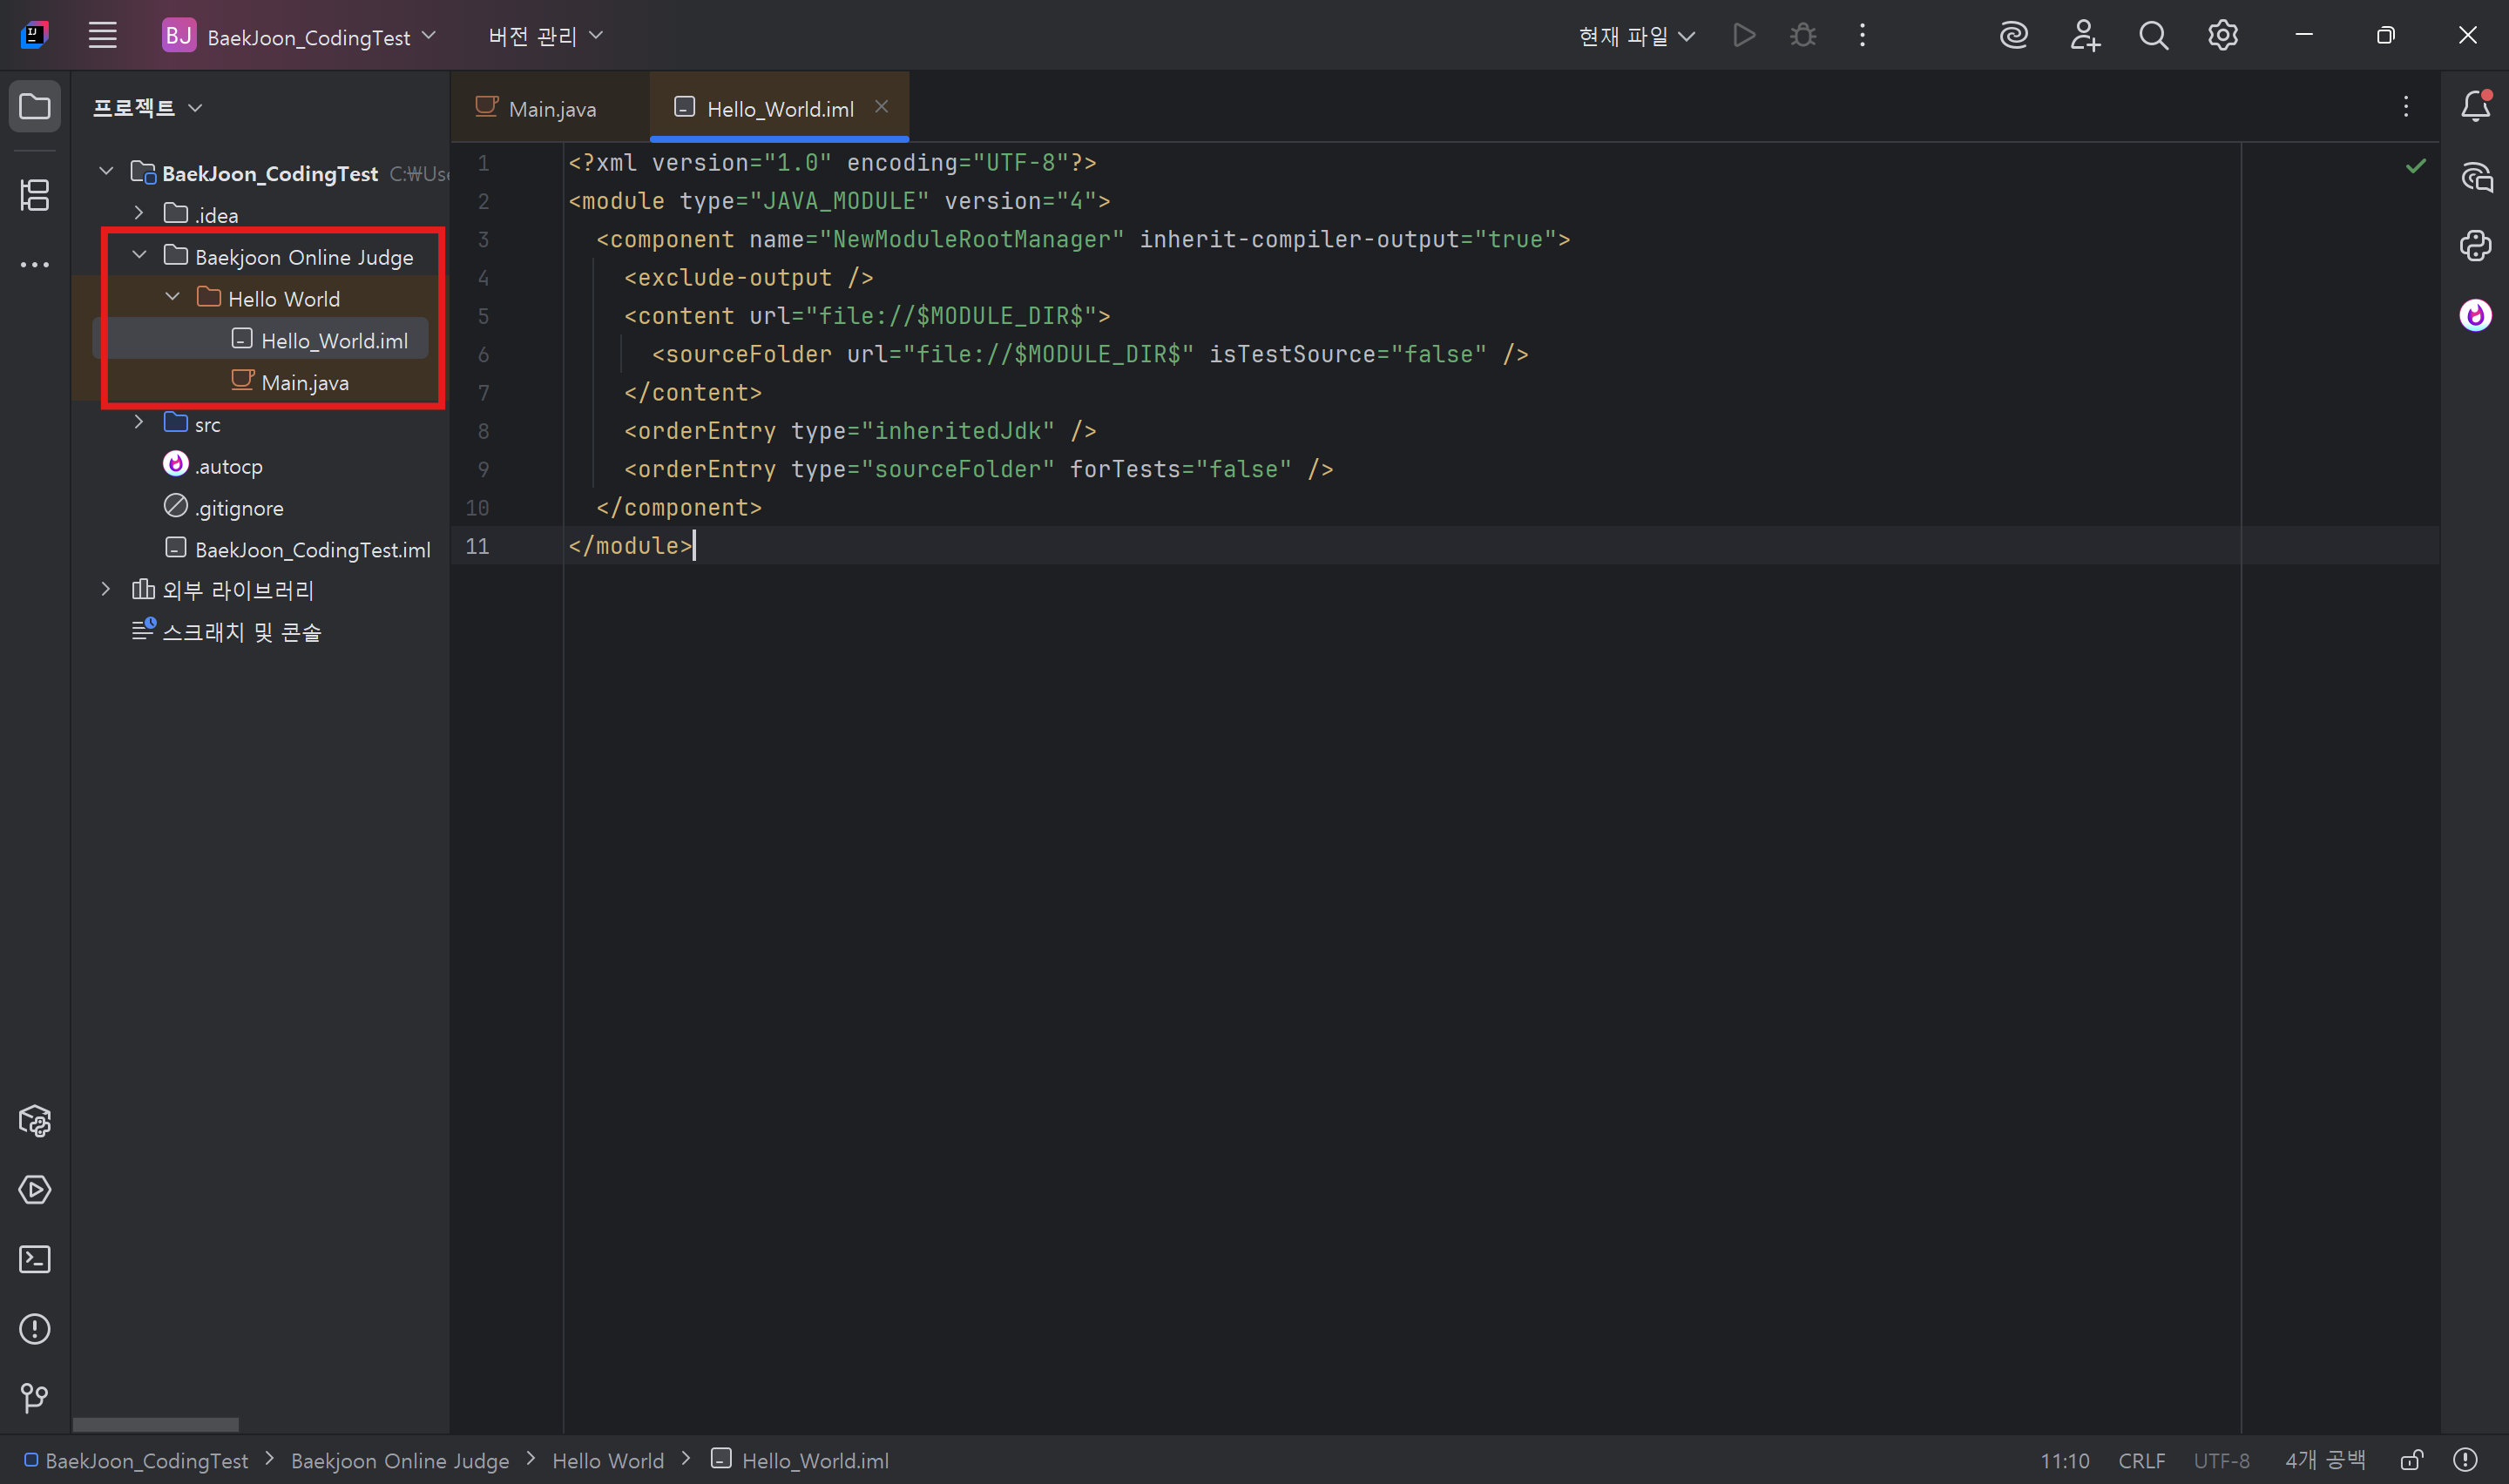 BJ BaekJoon_CodingTest 버전 관리 현재 파일
프로젝트
BaekJoon_CodingTest C:₩Use
.idea
Baekjoon Online Judge
Hello World
Hello_World.iml
Main.java
src
.autocp
.gitignore
BaekJoon_CodingTest.iml
외부 라이브러리
스크래치 및 콘솔
Main.java Hello_World.iml
1 <?xml version="1.0" encoding="UTF-8"?>
2 <module type="JAVA_MODULE" version="4">
3 <component name="NewModuleRootManager" inherit-compiler-output="true">
4 <exclude-output />
5 <content url="file://$MODULE_DIR$">
6 <sourceFolder url="file://$MODULE_DIR$" isTestSource="false" />
7 </content>
8 <orderEntry type="inheritedJdk" />
9 <orderEntry type="sourceFolder" forTests="false" />
10 </component>
11 </module>
BaekJoon_CodingTest > Baekjoon Online Judge > Hello World > Hello_World.iml 11:10 CRLF UTF-8 4개 공백